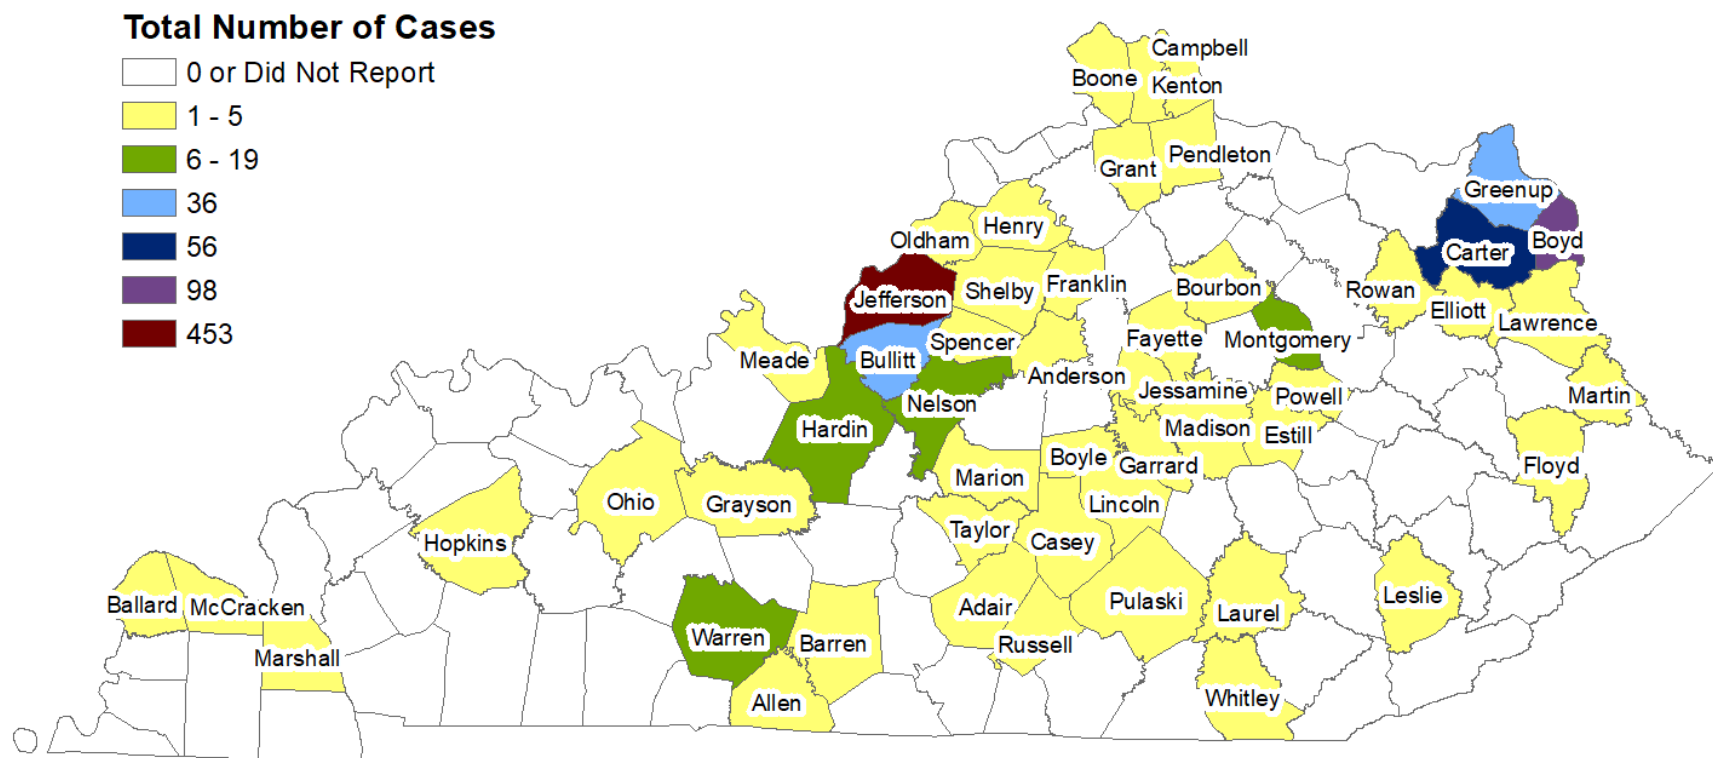 Total Number of Cases
0 or Did Not Report
1 - 5
6 - 19
36
56
98
453
Campbell
Boone
Kenton
Pendleton
Grant
Greenup
Henry
Oldham
Carter
Boyd
Jefferson
Shelby
Franklin
Bourbon
Rowan
Elliott
Lawrence
Spencer
Fayette
Montgomery
Meade
Bullitt
Anderson
Jessamine
Powell
Martin
Nelson
Hardin
Madison
Estill
Boyle
Garrard
Floyd
Marion
Ohio
Grayson
Lincoln
Taylor
Casey
Hopkins
Ballard
McCracken
Adair
Pulaski
Laurel
Leslie
Warren
Barren
Russell
Marshall
Allen
Whitley